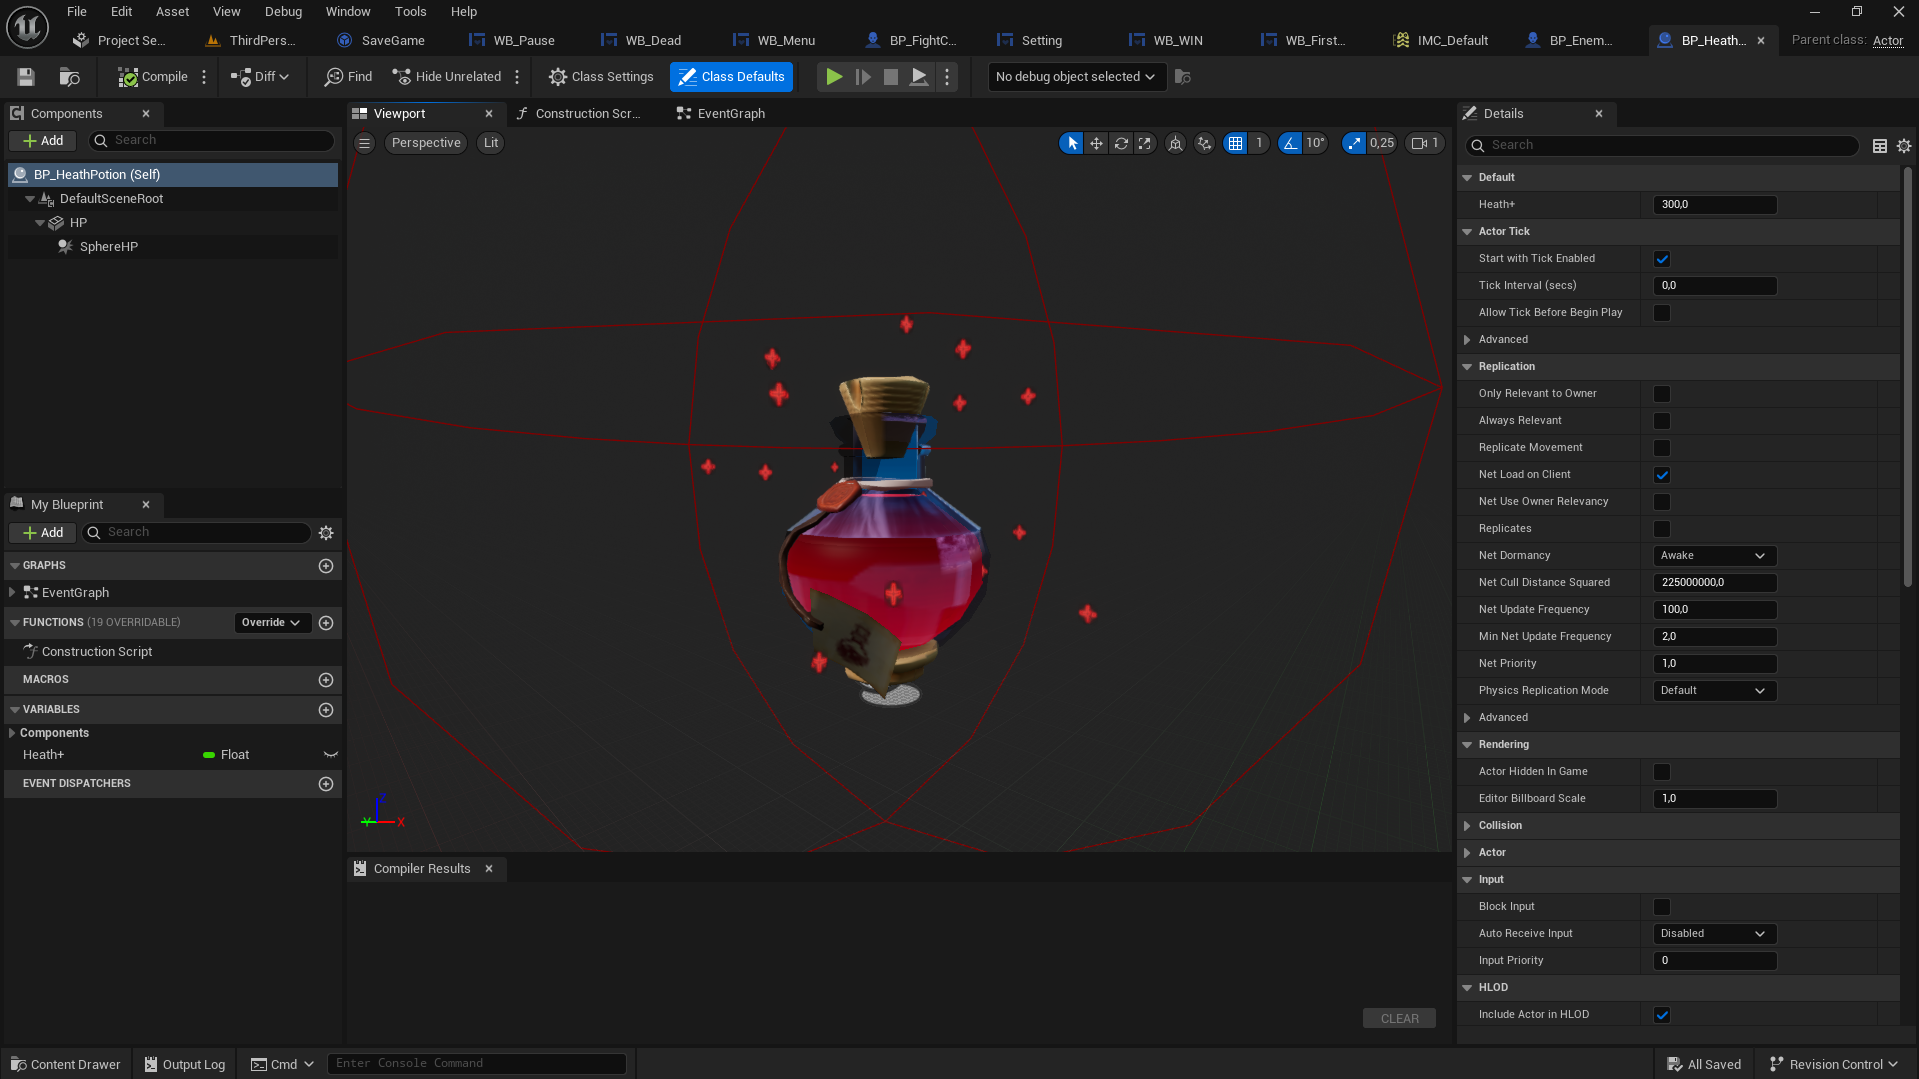 File Edit Asset View Debug Window Tools Help
Project Se... ThirdPers... SaveGame WB_Pause WB_Dead WB_Menu BP_FightC... Setting WB_WIN WB_First... IMC_Default BP_Enem... BP_Heath... Parent class: Actor
Compile Diff Find Hide Unrelated Class Settings Class Defaults No debug object selected
Components
Add Search
BP_HeathPotion (Self)
DefaultSceneRoot
HP
SphereHP
My Blueprint
Add Search
GRAPHS
EventGraph
FUNCTIONS (19 OVERRIDABLE) Override
Construction Script
MACROS
VARIABLES
Components
Heath+ Float
EVENT DISPATCHERS
Viewport Construction Scr... EventGraph
Perspective Lit 1 10° 0,25 1
Z
Y X
Compiler Results
CLEAR
Details
Search
Default
Heath+ 300,0
Actor Tick
Start with Tick Enabled
Tick Interval (secs) 0,0
Allow Tick Before Begin Play
Advanced
Replication
Only Relevant to Owner
Always Relevant
Replicate Movement
Net Load on Client
Net Use Owner Relevancy
Replicates
Net Dormancy Awake
Net Cull Distance Squared 225000000,0
Net Update Frequency 100,0
Min Net Update Frequency 2,0
Net Priority 1,0
Physics Replication Mode Default
Advanced
Rendering
Actor Hidden In Game
Editor Billboard Scale 1,0
Collision
Actor
Input
Block Input
Auto Receive Input Disabled
Input Priority 0
HLOD
Include Actor in HLOD
Content Drawer Output Log Cmd Enter Console Command All Saved Revision Control